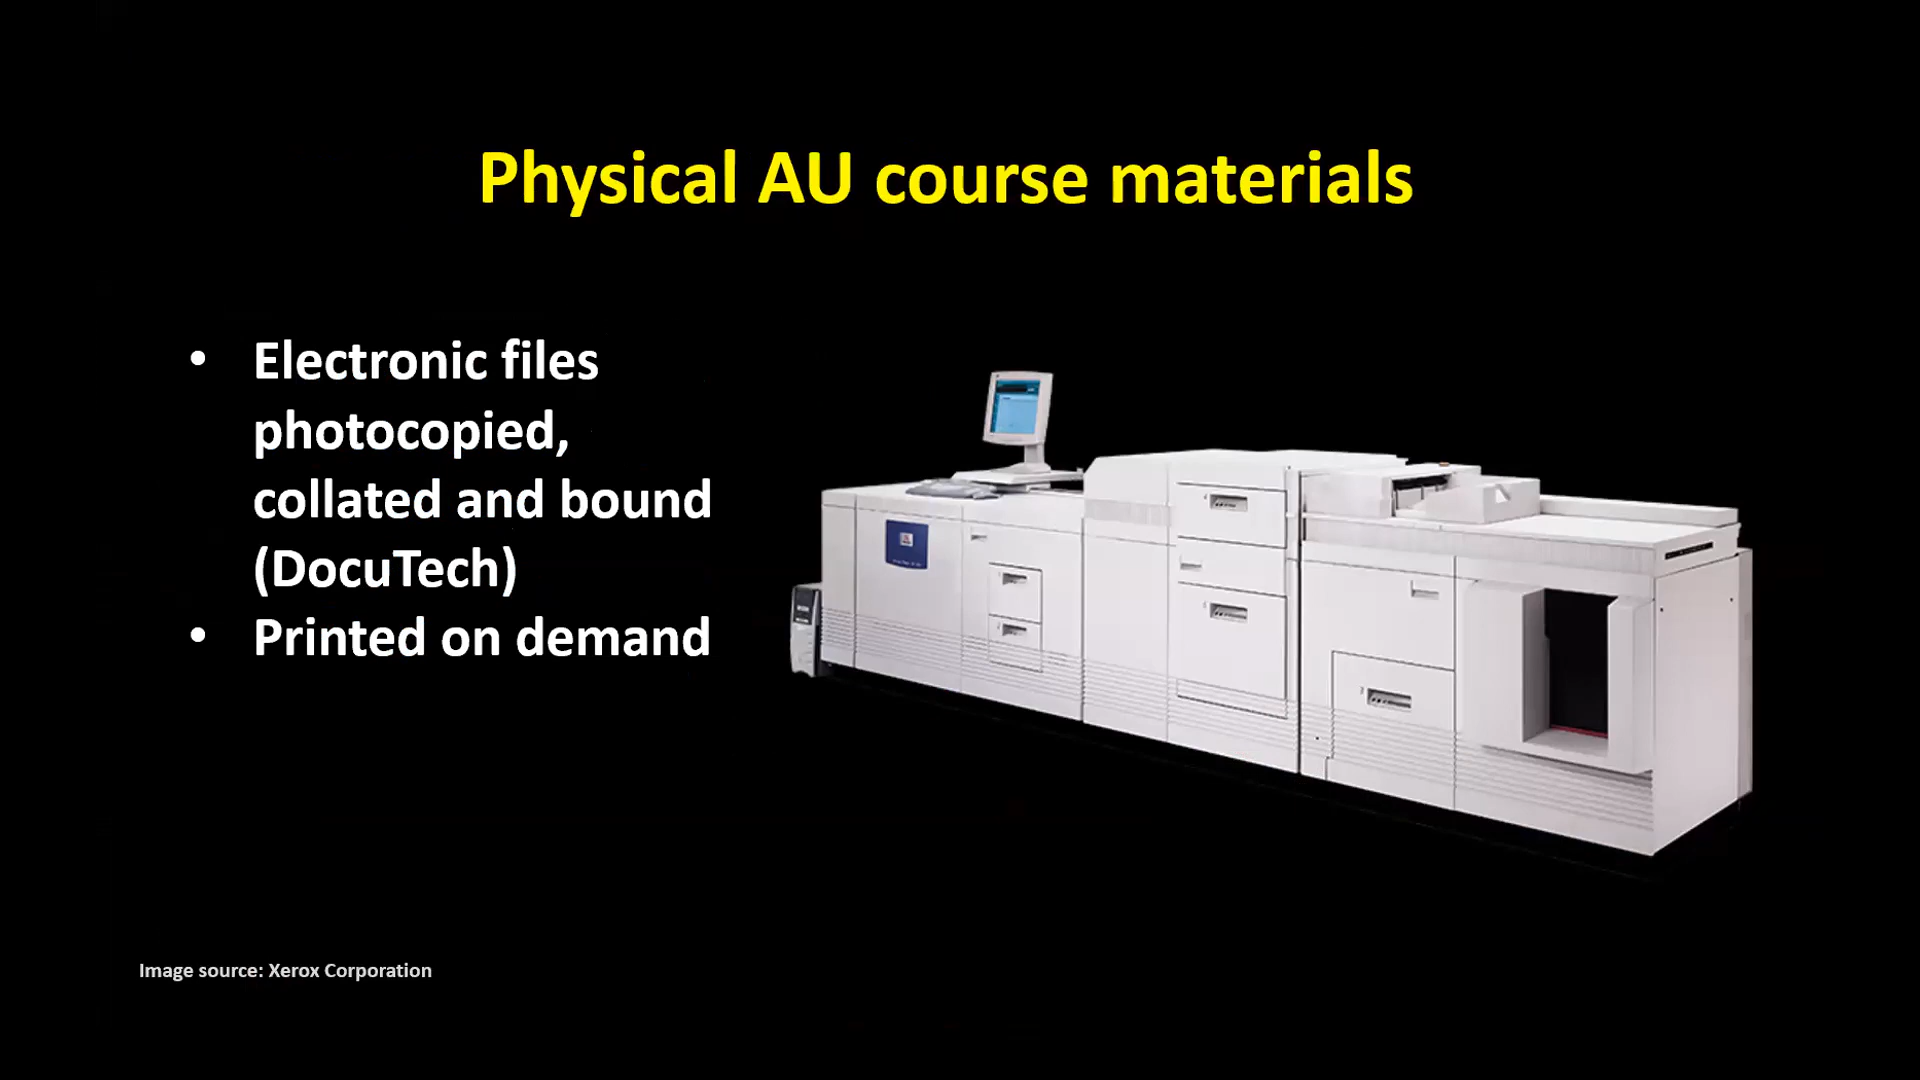 Physical AU course materials
• Electronic files
photocopied,
collated and bound
(DocuTech)
• Printed on demand
Image source: Xerox Corporation